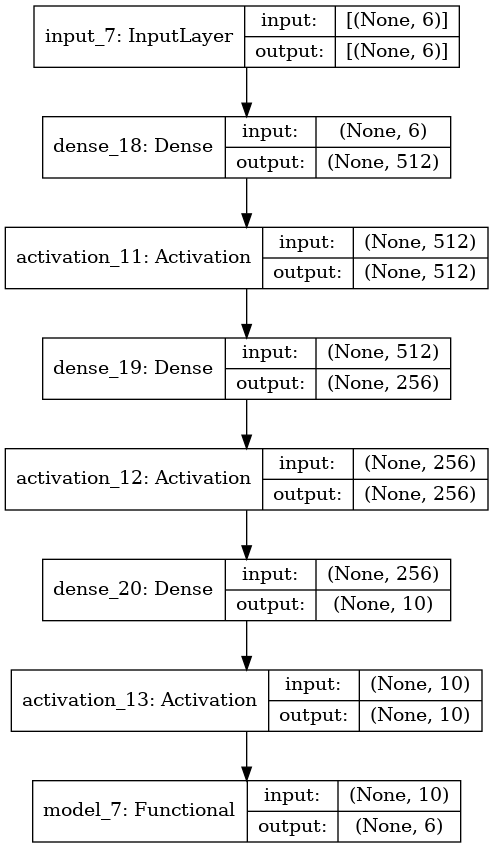 input_7: InputLayer
input:
[(None, 6)]
output:
[(None, 6)]
dense_18: Dense
input:
(None, 6)
output:
(None, 512)
activation_11: Activation
input:
(None, 512)
output:
(None, 512)
dense_19: Dense
input:
(None, 512)
output:
(None, 256)
activation_12: Activation
input:
(None, 256)
output:
(None, 256)
dense_20: Dense
input:
(None, 256)
output:
(None, 10)
activation_13: Activation
input:
(None, 10)
output:
(None, 10)
model_7: Functional
input:
(None, 10)
output:
(None, 6)